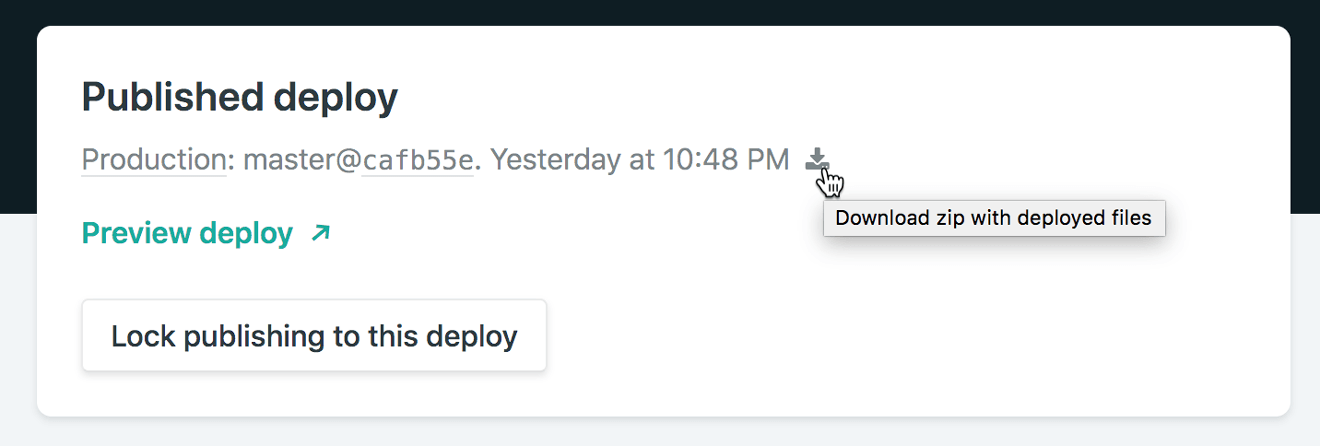 Published deploy
Production: master@cafb55e. Yesterday at 10:48 PM
Download zip with deployed files
Preview deploy
Lock publishing to this deploy